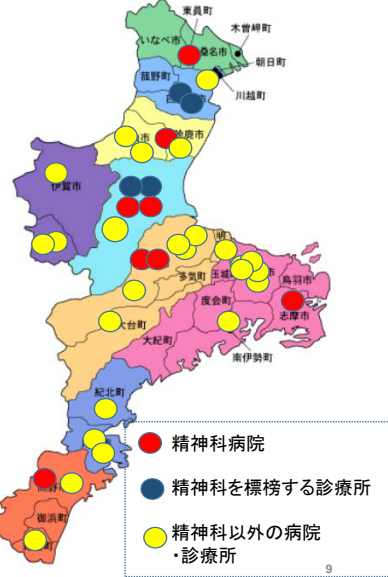 東員町
木曽岬町
いなべ市
桑名市
朝日町
菰野町
川越町
伊賀市
明
多気町
玉城
鳥羽市
度会町
志摩市
大台町
大紀町
南伊勢町
紀北町
御浜町
精神科病院
精神科を標榜する診療所
精神科以外の病院
・診療所
9